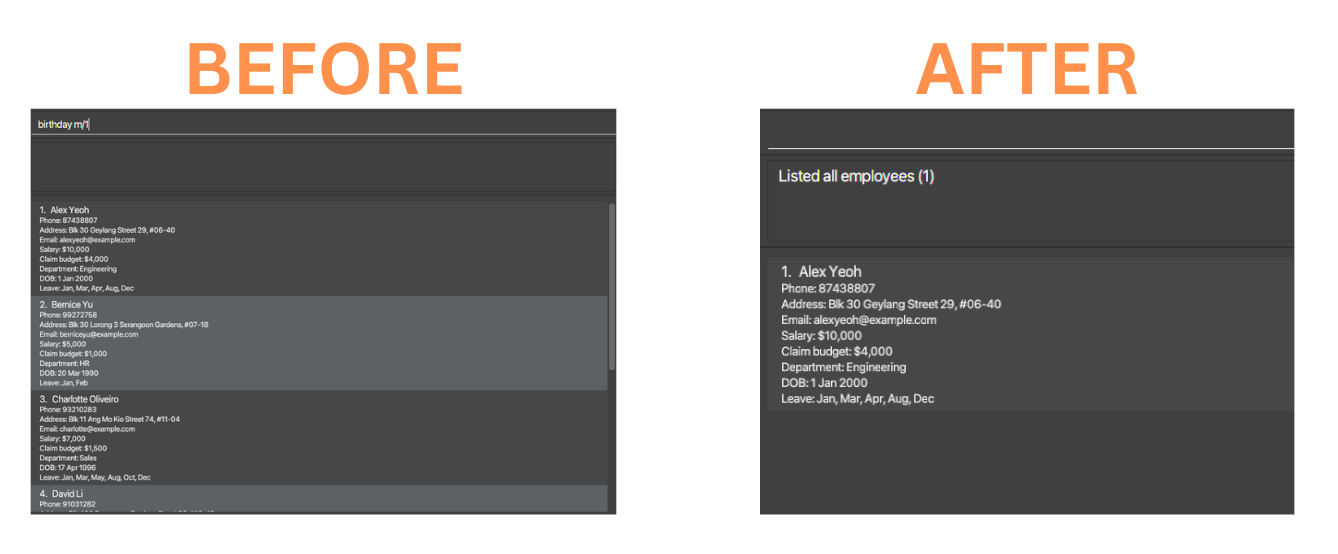 BEFORE
birthday m/1
1. Alex Yeoh
Phone: 87438807
Address: Blk 30 Geylang Street 29, #06-40
Email: alexyeoh@example.com
Salary: $10,000
Claim budget: $4,000
Department: Engineering
DOB: 1 Jan 2000
Leave: Jan, Mar, Apr, Aug, Dec
2. Bernice Yu
Phone: 99272758
Address: Blk 30 Lorong 3 Serangoon Gardens, #07-18
Email: berniceyu@example.com
Salary: $5,000
Claim budget: $1,000
Department: HR
DOB: 20 Mar 1990
Leave: Jan, Feb
3. Charlotte Oliveiro
Phone: 93210283
Address: Blk 11 Ang Mo Kio Street 74, #11-04
Email: charlotte@example.com
Salary: $7,000
Claim budget: $1,500
Department: Sales
DOB: 17 Apr 1996
Leave: Jan, Mar, May, Aug, Oct, Dec
4. David Li
Phone: 91031282
AFTER
Listed all employees (1)
1. Alex Yeoh
Phone: 87438807
Address: Blk 30 Geylang Street 29, #06-40
Email: alexyeoh@example.com
Salary: $10,000
Claim budget: $4,000
Department: Engineering
DOB: 1 Jan 2000
Leave: Jan, Mar, Apr, Aug, Dec